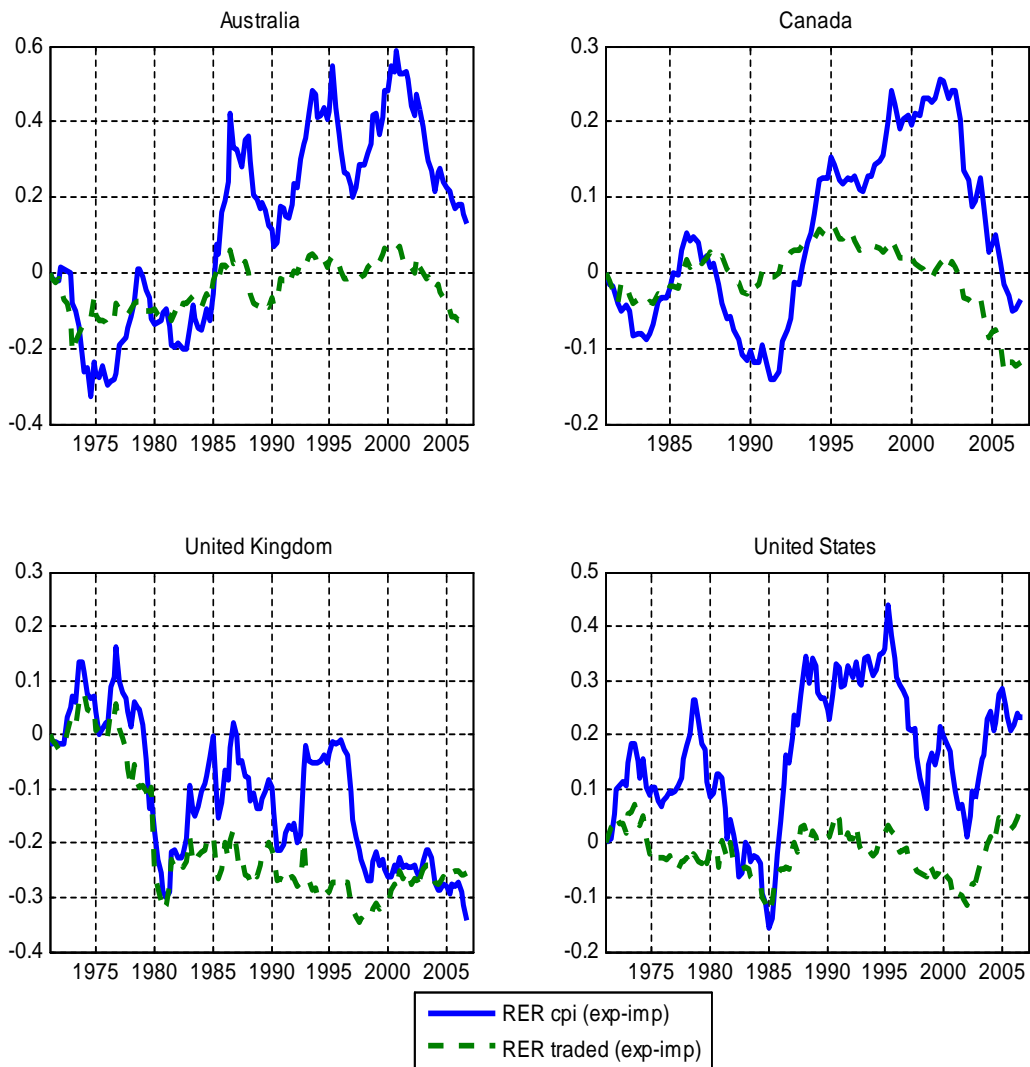 Australia
0.6
0.4
0.2
0
-0.2
-0.4
1975 1980 1985 1990 1995 2000 2005
Canada
0.3
0.2
0.1
0
-0.1
-0.2
1985 1990 1995 2000 2005
United Kingdom
0.3
0.2
0.1
0
-0.1
-0.2
-0.3
-0.4
1975 1980 1985 1990 1995 2000 2005
United States
0.5
0.4
0.3
0.2
0.1
0
-0.1
-0.2
1975 1980 1985 1990 1995 2000 2005
RER cpi (exp-imp)
RER traded (exp-imp)